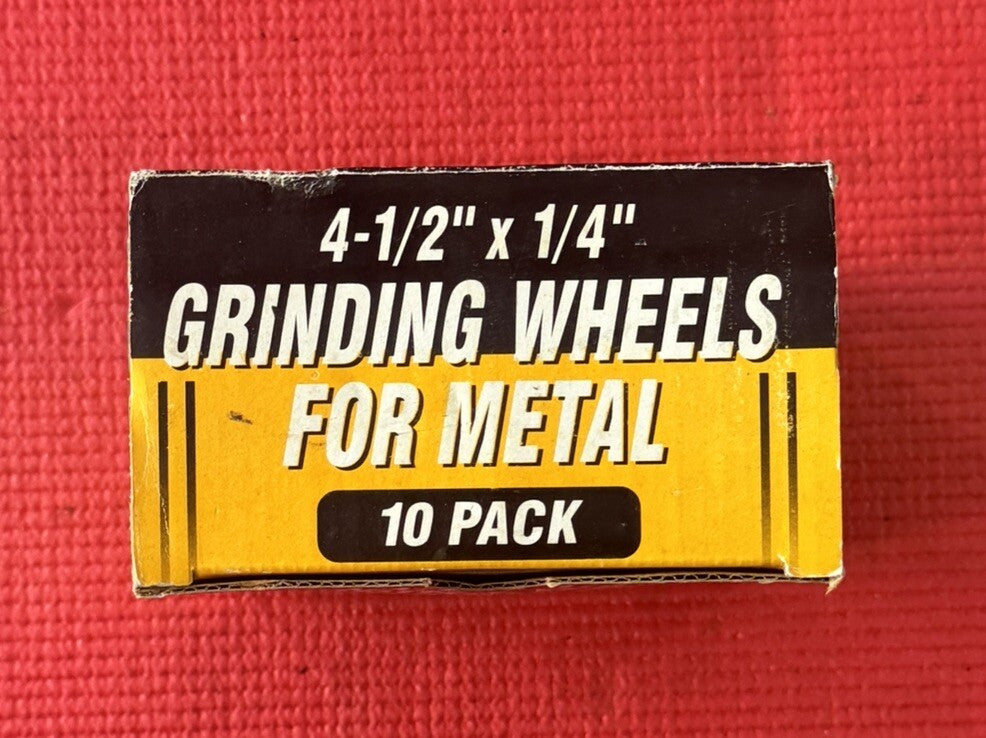 4-1/2" x 1/4"
GRINDING WHEELS
FOR METAL
10 PACK